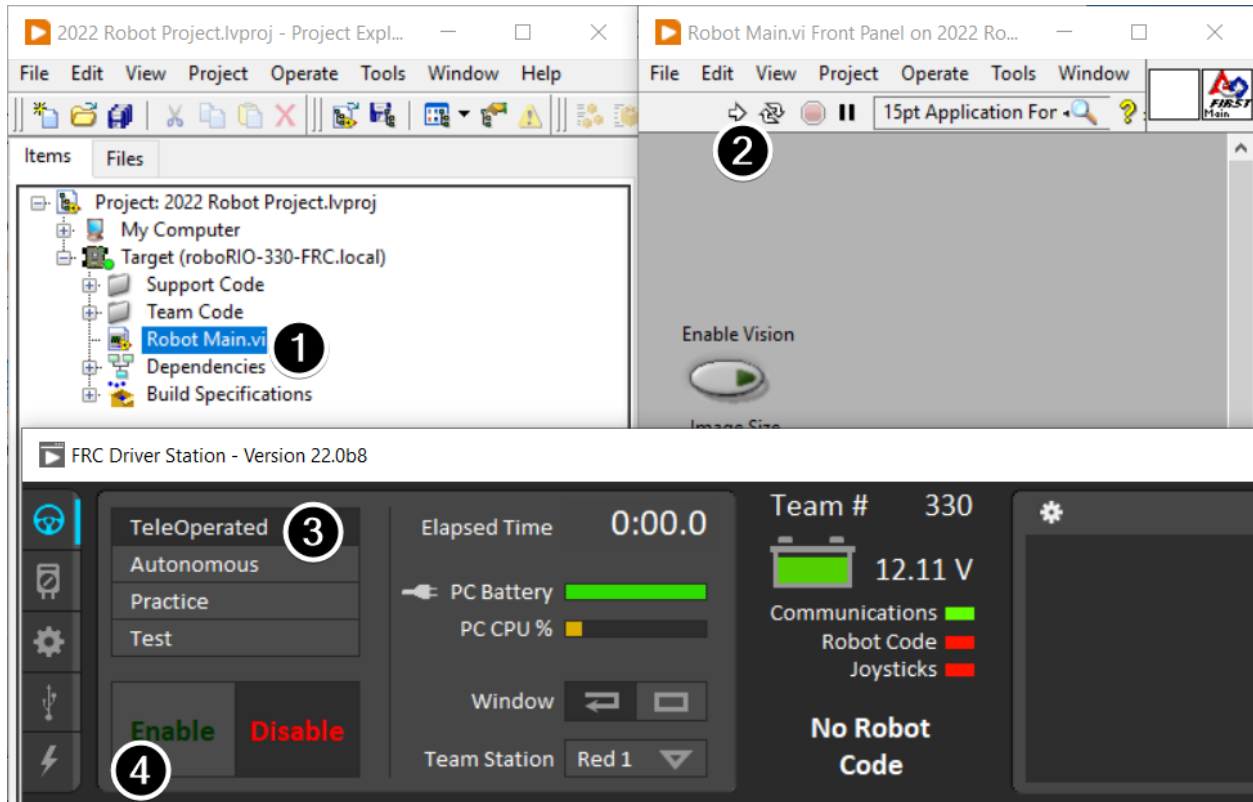 2022 Robot Project.lvproj - Project Expl...
File Edit View Project Operate Tools Window Help
Items Files
Project: 2022 Robot Project.lvproj
My Computer
Target (roboRIO-330-FRC.local)
Support Code
Team Code
Robot Main.vi
1
Dependencies
Build Specifications
Robot Main.vi Front Panel on 2022 Ro...
File Edit View Project Operate Tools Window
15pt Application For
FIRST
Main
2
Enable Vision
Image Size
FRC Driver Station - Version 22.0b8
TeleOperated
3
Autonomous
Practice
Test
Enable Disable
4
Elapsed Time 0:00.0
PC Battery
PC CPU %
Window
Team Station Red 1
Team # 330
12.11 V
Communications
Robot Code
Joysticks
No Robot
Code